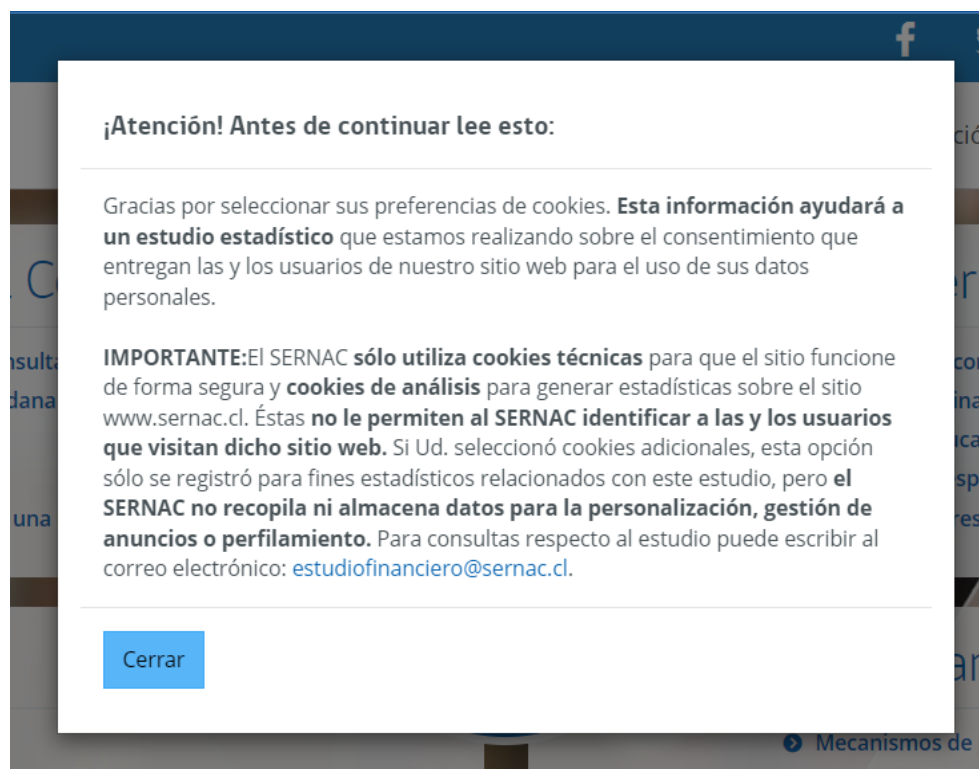 ¡Atención! Antes de continuar lee esto:
Gracias por seleccionar sus preferencias de cookies. Esta información ayudará a
un estudio estadístico que estamos realizando sobre el consentimiento que
entregan las y los usuarios de nuestro sitio web para el uso de sus datos
personales.
IMPORTANTE:El SERNAC sólo utiliza cookies técnicas para que el sitio funcione
de forma segura y cookies de análisis para generar estadísticas sobre el sitio
www.sernac.cl. Éstas no le permiten al SERNAC identificar a las y los usuarios
que visitan dicho sitio web. Si Ud. seleccionó cookies adicionales, esta opción
sólo se registró para fines estadísticos relacionados con este estudio, pero el
SERNAC no recopila ni almacena datos para la personalización, gestión de
anuncios o perfilamiento. Para consultas respecto al estudio puede escribir al
correo electrónico: estudiofinanciero@sernac.cl.
una
Cerrar
Mecanismos de